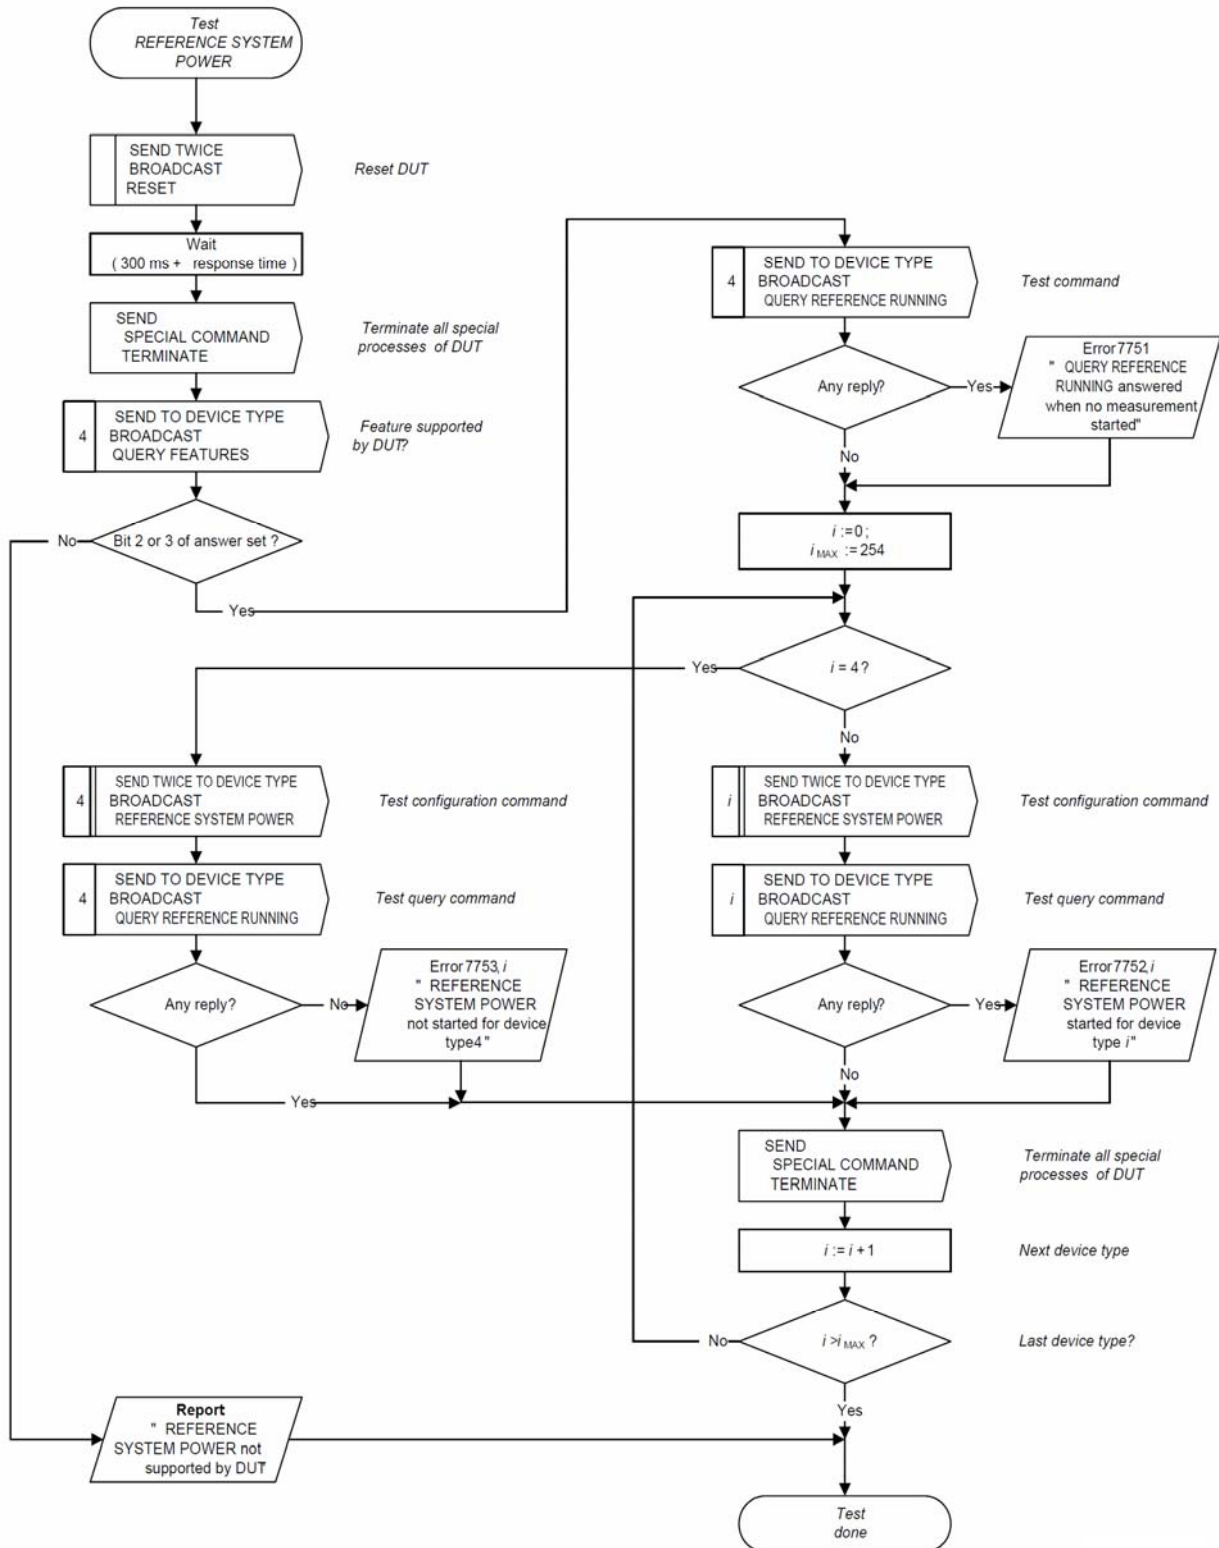 Test
REFERENCE SYSTEM
POWER
SEND TWICE
BROADCAST
RESET
Reset DUT
Wait
( 300 ms + response time )
SEND
SPECIAL COMMAND
TERMINATE
Terminate all special
processes of DUT
4
SEND TO DEVICE TYPE
BROADCAST
QUERY FEATURES
Feature supported
by DUT?
Bit 2 or 3 of answer set ?
No
Yes
4
SEND TO DEVICE TYPE
BROADCAST
QUERY REFERENCE RUNNING
Test command
Any reply?
Yes
Error 7751
" QUERY REFERENCE
RUNNING answered
when no measurement
started"
No
i := 0 ;
i MAX := 254
i = 4 ?
Yes
No
4
SEND TWICE TO DEVICE TYPE
BROADCAST
REFERENCE SYSTEM POWER
Test configuration command
4
SEND TO DEVICE TYPE
BROADCAST
QUERY REFERENCE RUNNING
Test query command
Any reply?
No
Error 7753, i
" REFERENCE
SYSTEM POWER
not started for device
type4 "
Yes
i
SEND TWICE TO DEVICE TYPE
BROADCAST
REFERENCE SYSTEM POWER
Test configuration command
i
SEND TO DEVICE TYPE
BROADCAST
QUERY REFERENCE RUNNING
Test query command
Any reply?
Yes
Error 7752, i
" REFERENCE
SYSTEM POWER
started for device
type i"
No
SEND
SPECIAL COMMAND
TERMINATE
Terminate all special
processes of DUT
i := i + 1
Next device type
i > i MAX ?
Last device type?
No
Yes
Report
" REFERENCE
SYSTEM POWER not
supported by DUT"
Test
done